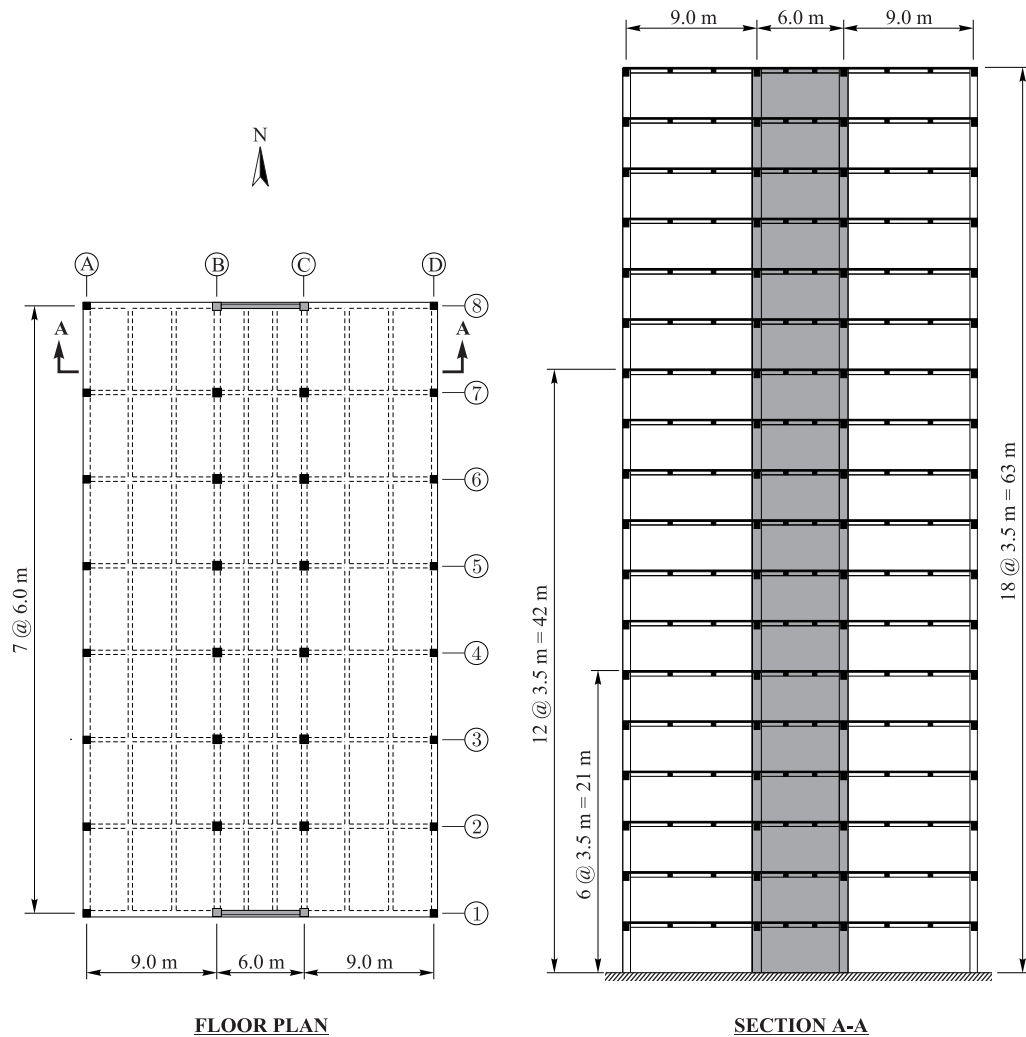 9.0 m 6.0 m 9.0 m
N
A B C D
8
A A
7
6
5
4
3
2
1
7 @ 6.0 m
9.0 m 6.0 m 9.0 m
12 @ 3.5 m = 42 m
6 @ 3.5 m = 21 m
18 @ 3.5 m = 63 m
FLOOR PLAN
SECTION A-A